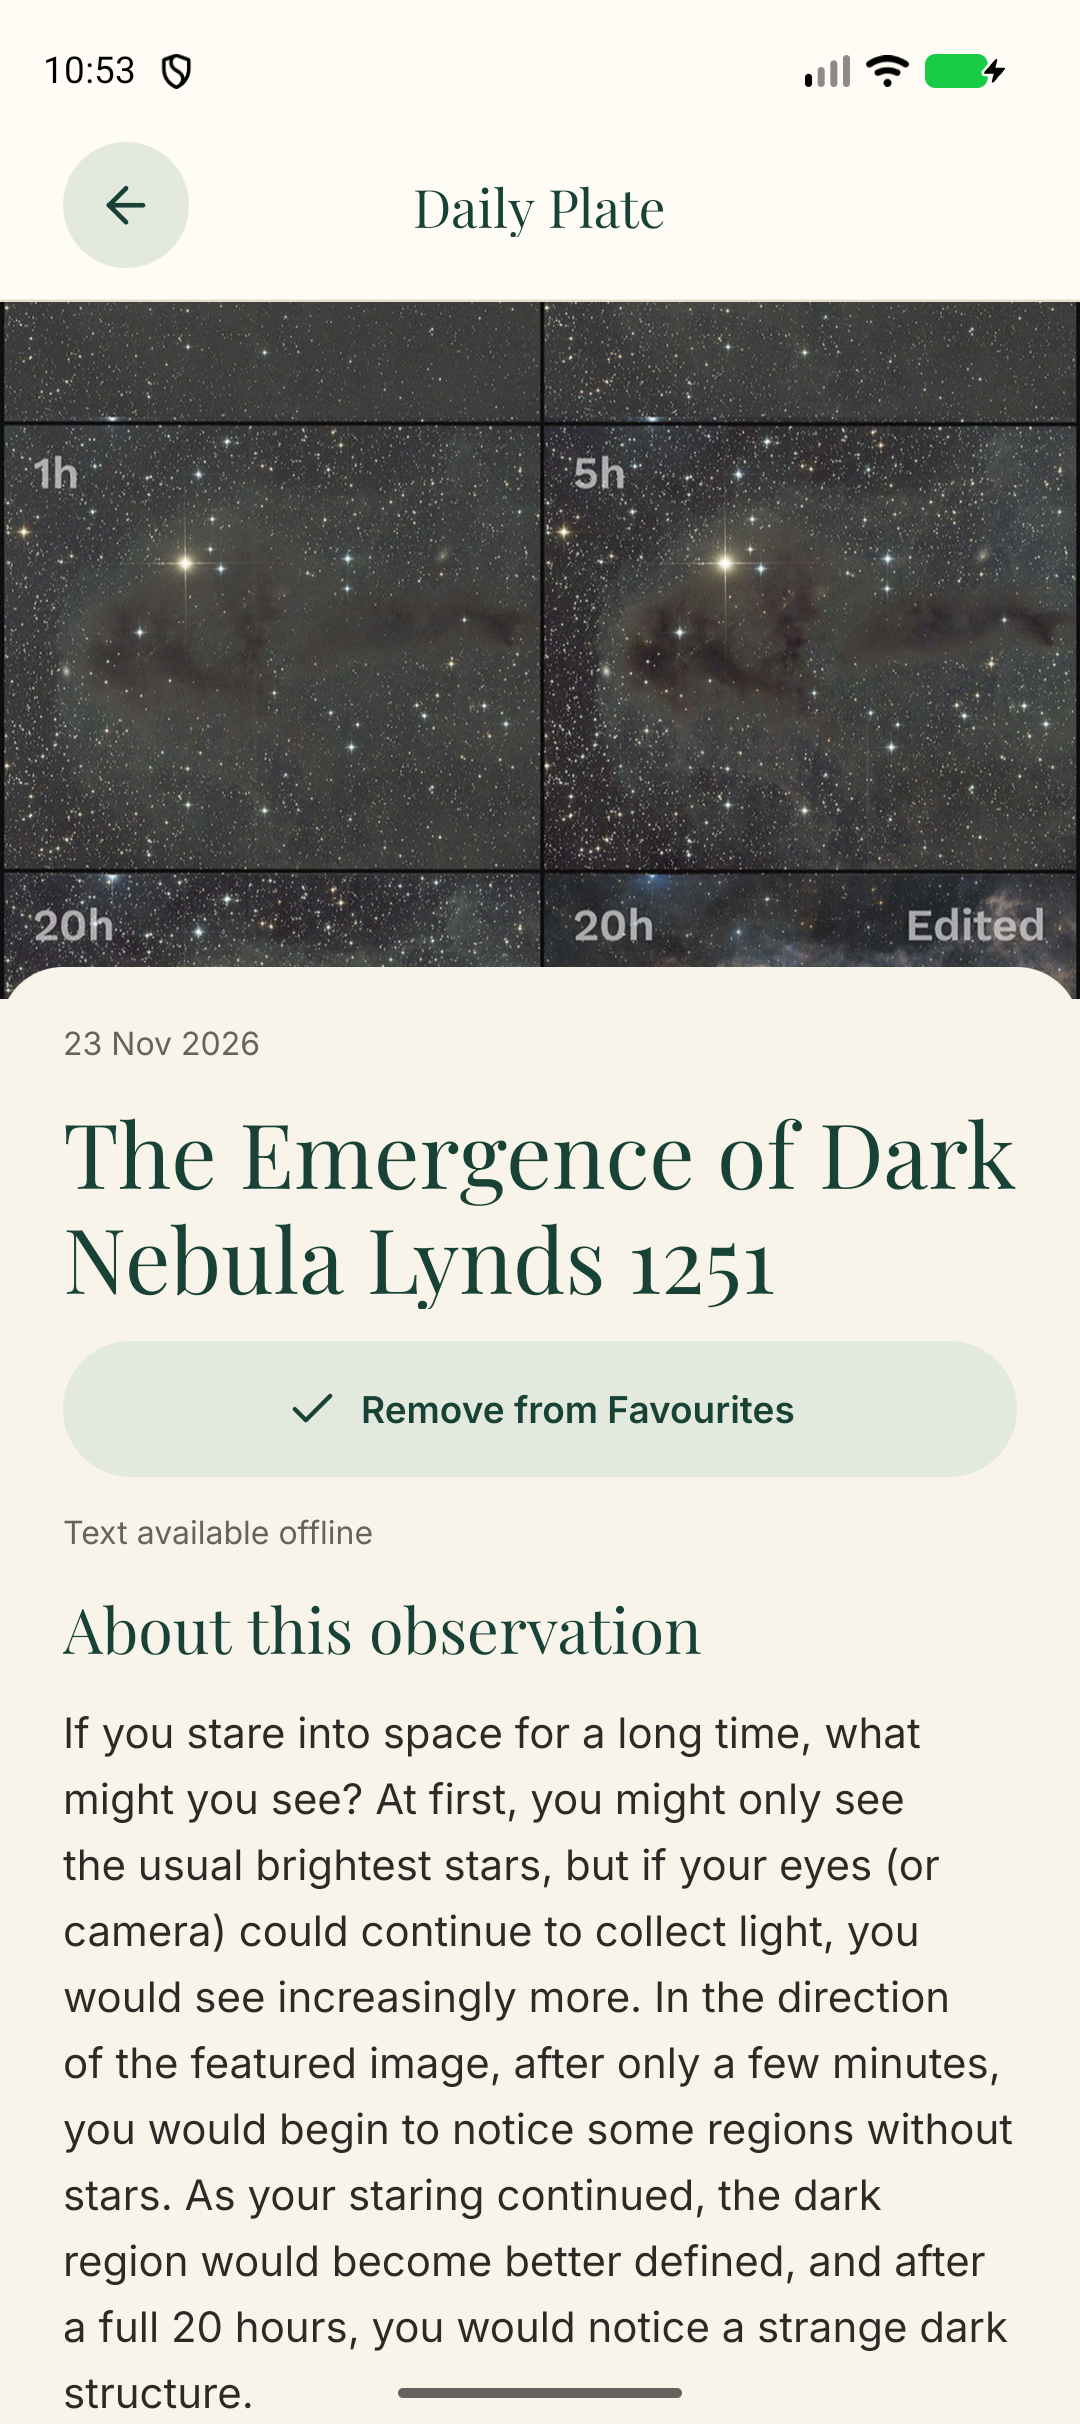 10:53
Daily Plate
1h
5h
20h
20h
Edited
23 Nov 2026
The Emergence of Dark
Nebula Lynds 1251
Remove from Favourites
Text available offline
About this observation
If you stare into space for a long time, what
might you see? At first, you might only see
the usual brightest stars, but if your eyes (or
camera) could continue to collect light, you
would see increasingly more. In the direction
of the featured image, after only a few minutes,
you would begin to notice some regions without
stars. As your staring continued, the dark
region would become better defined, and after
a full 20 hours, you would notice a strange dark
structure.